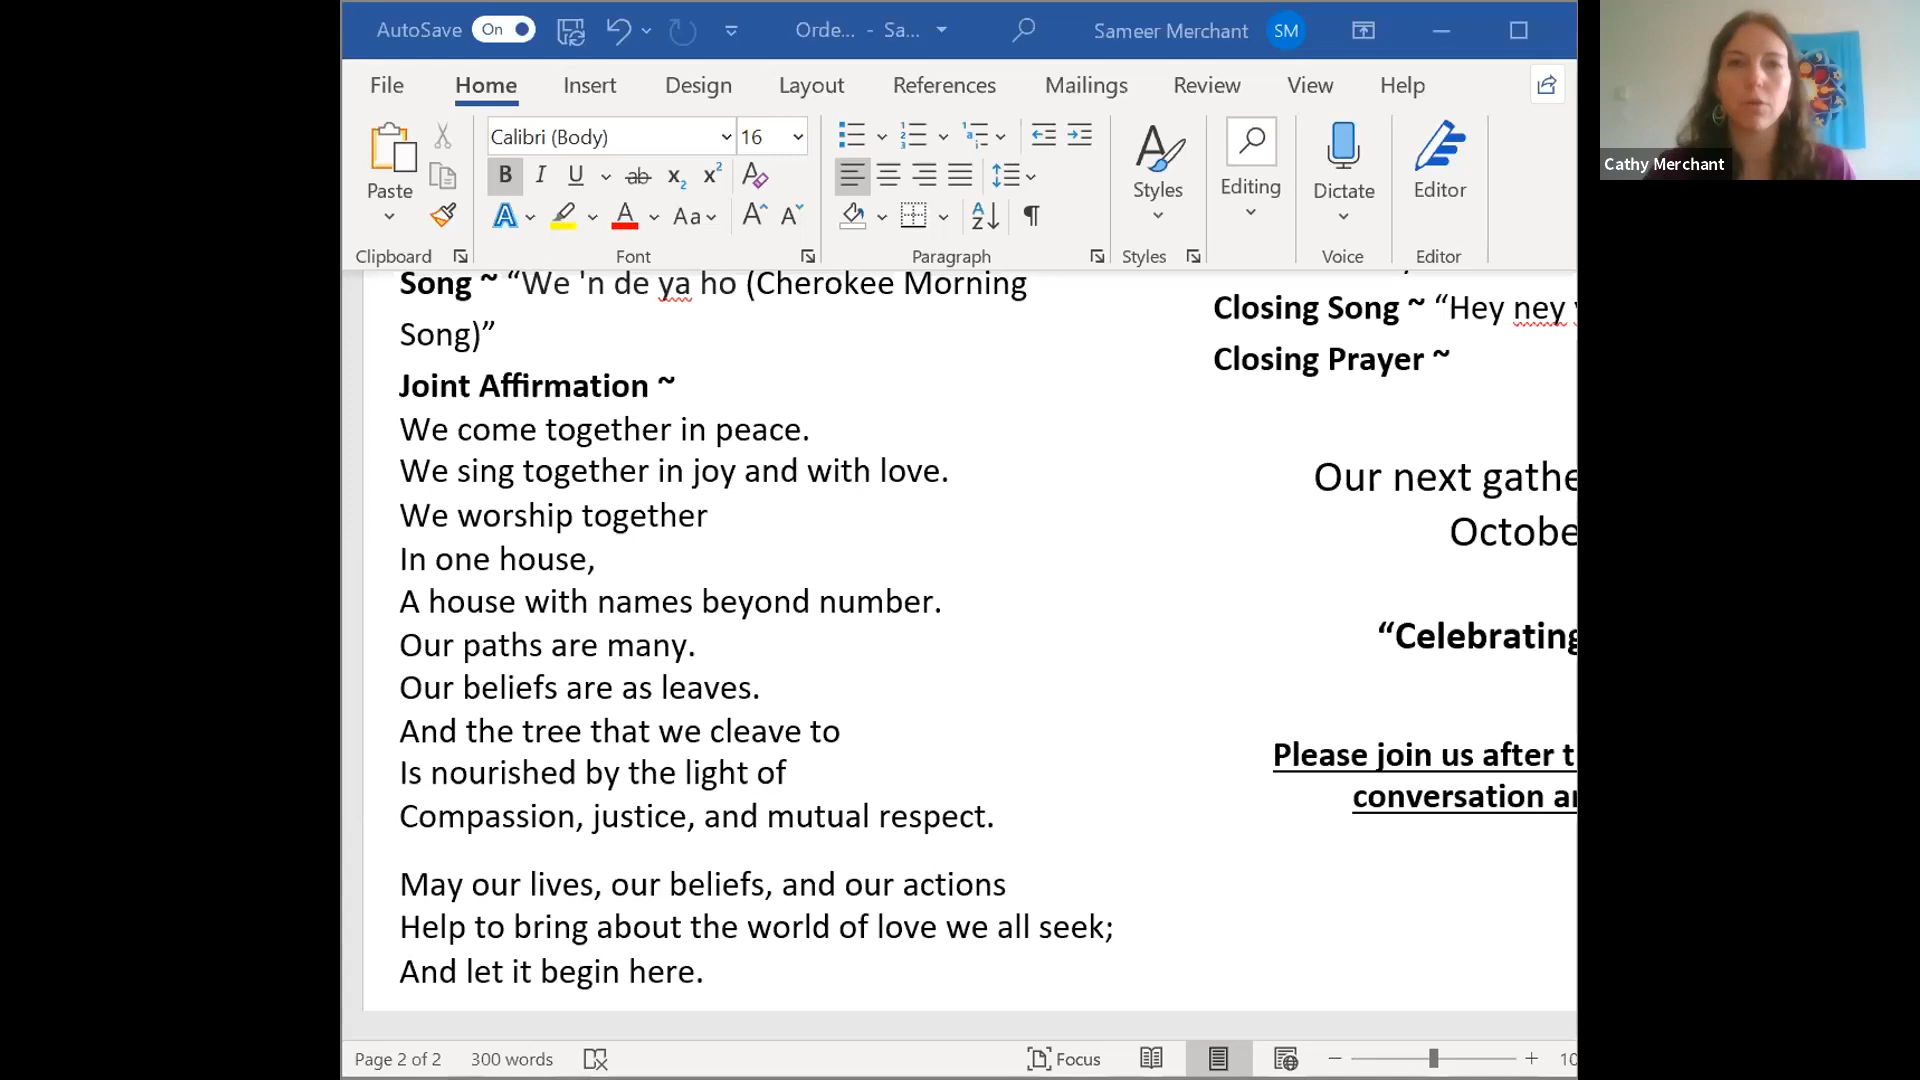 AutoSave On Orde... - Sa... Sameer Merchant SM
File Home Insert Design Layout References Mailings Review View Help
Calibri (Body) 16
Paste Styles Editing Dictate Editor
Clipboard Font Paragraph Styles Voice Editor
Song ~ “We 'n de ya ho (Cherokee Morning
Song)”
Joint Affirmation ~
We come together in peace.
We sing together in joy and with love.
We worship together
In one house,
A house with names beyond number.
Our paths are many.
Our beliefs are as leaves.
And the tree that we cleave to
Is nourished by the light of
Compassion, justice, and mutual respect.
May our lives, our beliefs, and our actions
Help to bring about the world of love we all seek;
And let it begin here.
Closing Song ~ “Hey ney
Closing Prayer ~
Our next gathe
Octobe
“Celebrating
Please join us after t
conversation a
Page 2 of 2 300 words Focus 10
Cathy Merchant